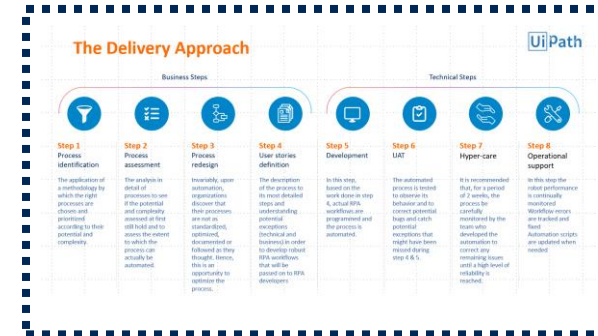 The Delivery Approach
UiPath
Business Steps
Technical Steps
Step 1
Process
identification
The application of
a methodology by
which the right
processes are
chosen and
prioritized
according to their
potential and
complexity.
Step 2
Process
assessment
The analysis in
detail of
processes to see
if the potential
and complexity
assessed at first
still hold and to
assess the extent
to which the
process can
actually be
automated.
Step 3
Process
redesign
Invariably, upon
automation,
organizations
discover that
their processes
are not as
standardized,
optimized,
documented or
followed as they
thought. Hence,
this is an
opportunity to
optimize the
process.
Step 4
User stories
definition
The description
of the process to
its most detailed
steps and
understanding
potential
exceptions
(technical and
business) in order
to develop robust
RPA workflows
that will be
passed on to RPA
developers
Step 5
Development
In this step,
based on the
work done in step
4, actual RPA
workflows are
programmed and
the process is
automated.
Step 6
UAT
The automated
process is tested
to observe its
behavior and to
correct potential
bugs and catch
potential
exceptions that
might have been
missed during
step 4 & 5
Step 7
Hyper-care
It is recommended
that, for a period
of 2 weeks, the
process be
carefully
monitored by the
team who
developed the
automation to
correct any
remaining issues
until a high level of
reliability is
reached.
Step 8
Operational
support
In this step the
robot performance
is continually
monitored
Workflow errors
are tracked and
fixed
Automation scripts
are updated when
needed